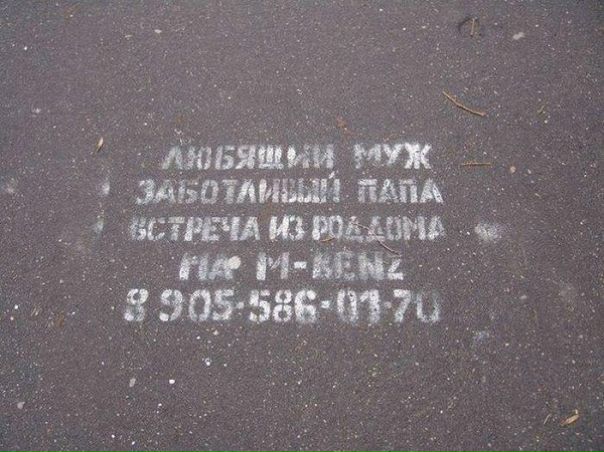 ЛЮБЯЩИЙ МУЖ
ЗАБОТЛИВЫЙ ПАПА
ВСТРЕЧА ИЗ РОДДОМА
НА M-BENZ
8 905-586-01-70